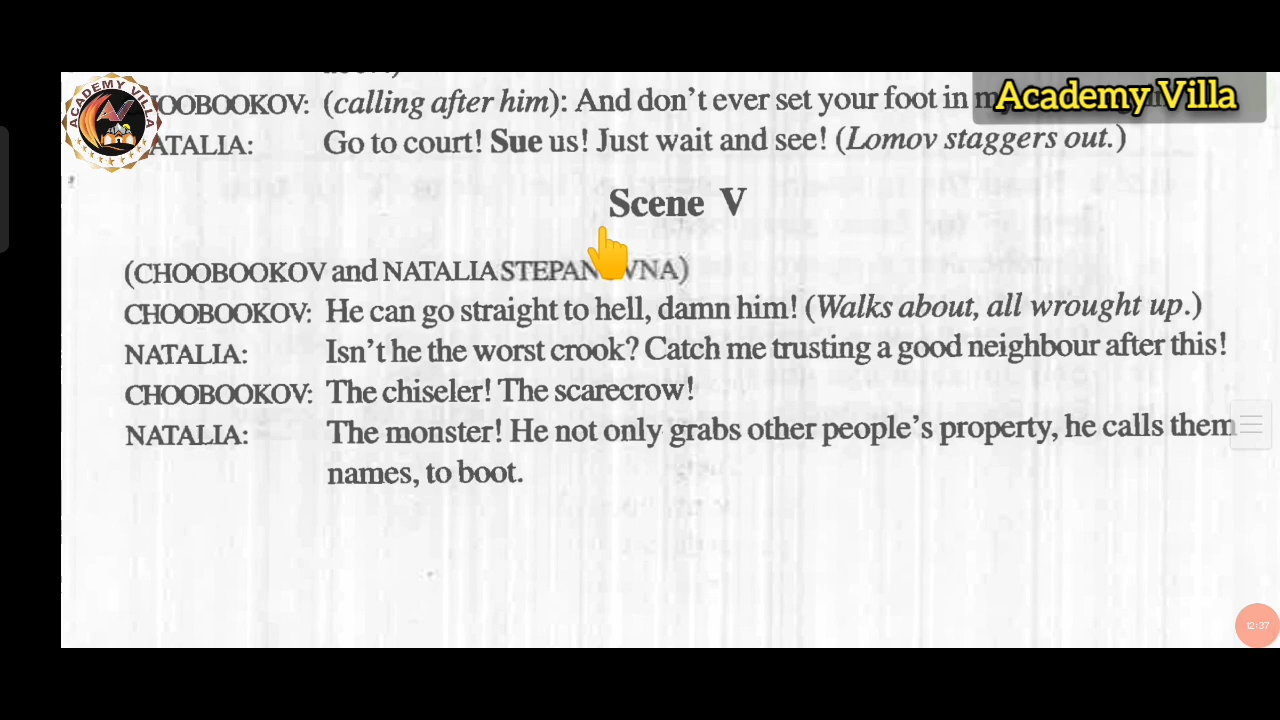 ACADEMY VILLA
Academy Villa
HOOBOOKOV: (calling after him): And don't ever set your foot in
NATALIA: Go to court! Sue us! Just wait and see! (Lomov staggers out.)
Scene V
(CHOOBOOKOV and NATALIA STEPANOVNA)
CHOOBOOKOV: He can go straight to hell, damn him! (Walks about, all wrought up.)
NATALIA: Isn't he the worst crook? Catch me trusting a good neighbour after this!
CHOOBOOKOV: The chiseler! The scarecrow!
NATALIA: The monster! He not only grabs other people's property, he calls them
names, to boot.
12:37